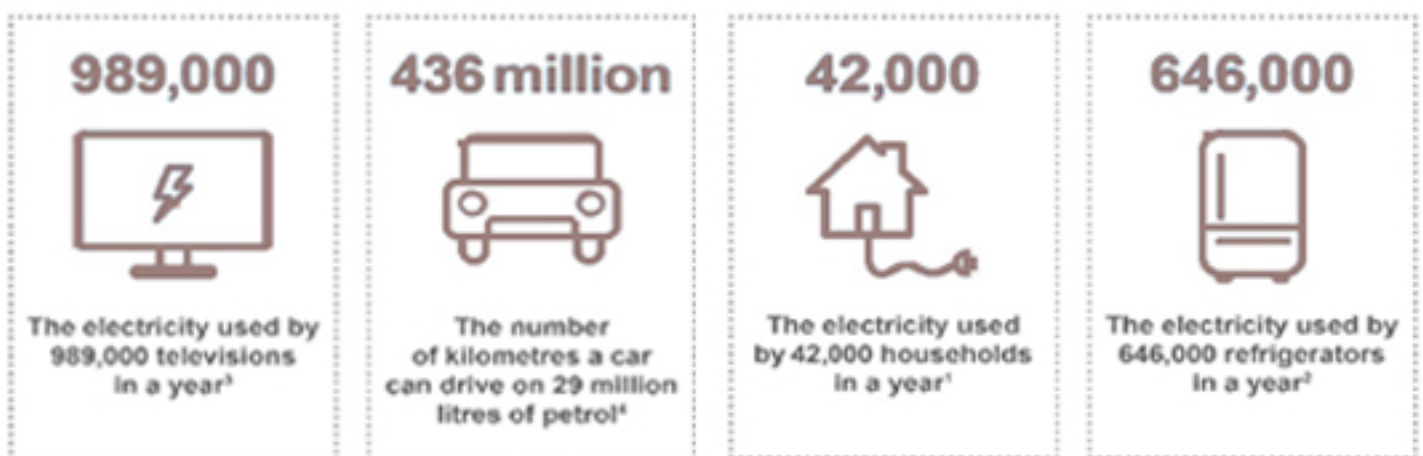 989,000
The electricity used by
989,000 televisions
in a year³
436 million
The number
of kilometres a car
can drive on 29 million
litres of petrol⁴
42,000
The electricity used
by 42,000 households
in a year¹
646,000
The electricity used by
646,000 refrigerators
in a year²